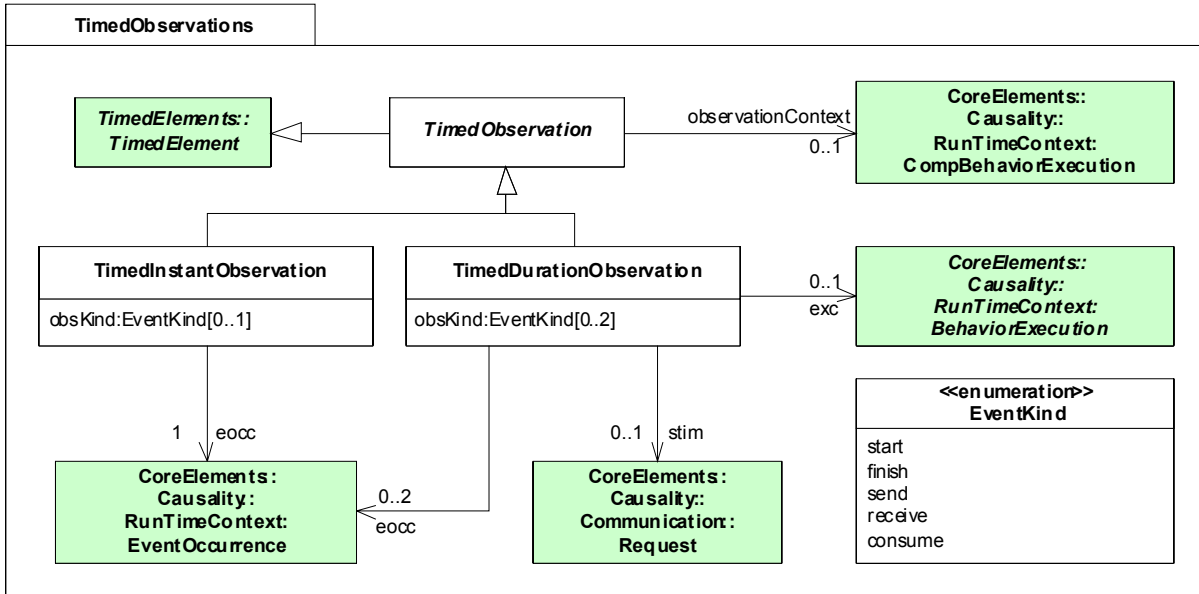 TimedObservations
TimedElements::
TimedElement
TimedObservation
observationContext
0..1
CoreElements::
Causality::
RunTimeContext:
CompBehaviorExecution
TimedInstantObservation
obsKind:EventKind[0..1]
TimedDurationObservation
obsKind:EventKind[0..2]
0..1
exc
CoreElements::
Causality::
RunTimeContext:
BehaviorExecution
<<enumeration>>
EventKind
start
finish
send
receive
consume
1 eocc
0..1 stim
CoreElements::
Causality::
RunTimeContext:
EventOccurrence
0..2
eocc
CoreElements::
Causality::
Communication::
Request